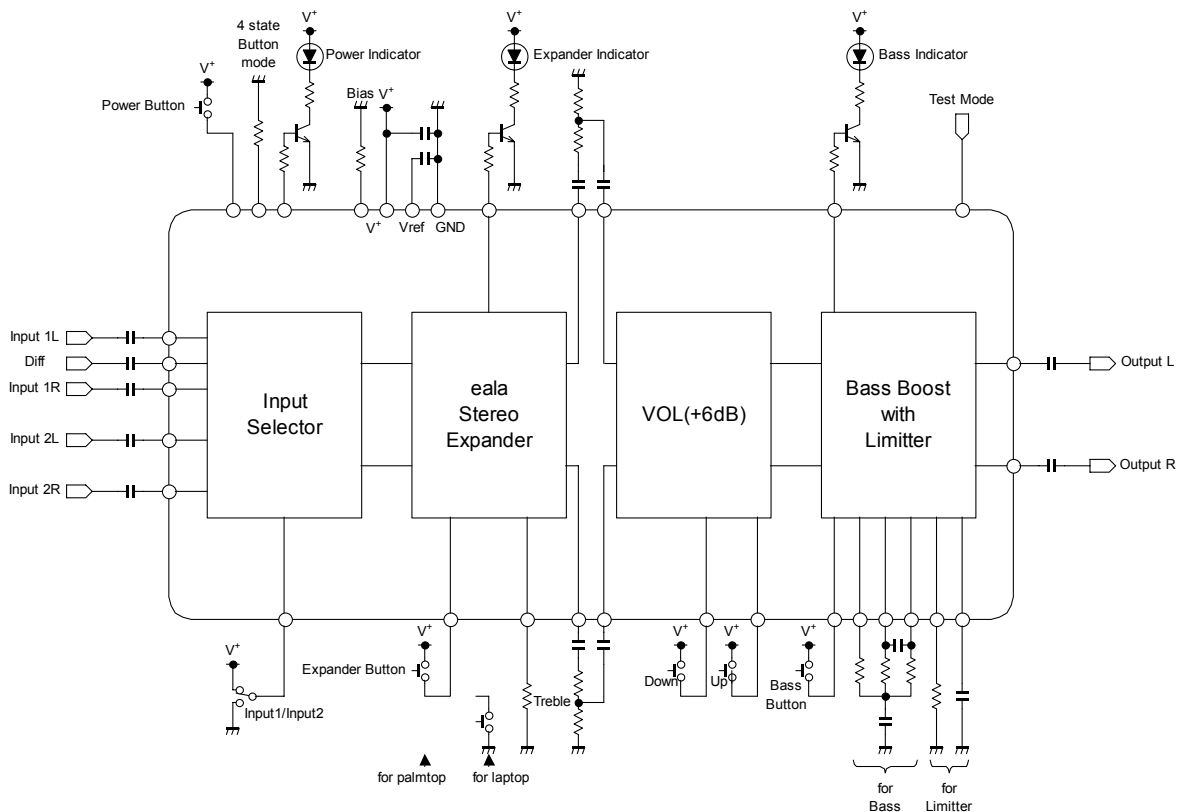 4 state
Button
mode
V+
Power Indicator
V+
Expander Indicator
V+
Bass Indicator
V+
Power Button
Bias V+
Test Mode
V+
Vref
GND
Input 1L
Diff
Input 1R
Input 2L
Input 2R
Input
Selector
eala
Stereo
Expander
VOL(+6dB)
Bass Boost
with
Limitter
Output L
Output R
V+
Input1/Input2
V+
Expander Button
Treble
V+
Down
V+
Up
V+
Bass
Button
for palmtop
for laptop
for
Bass
for
Limitter